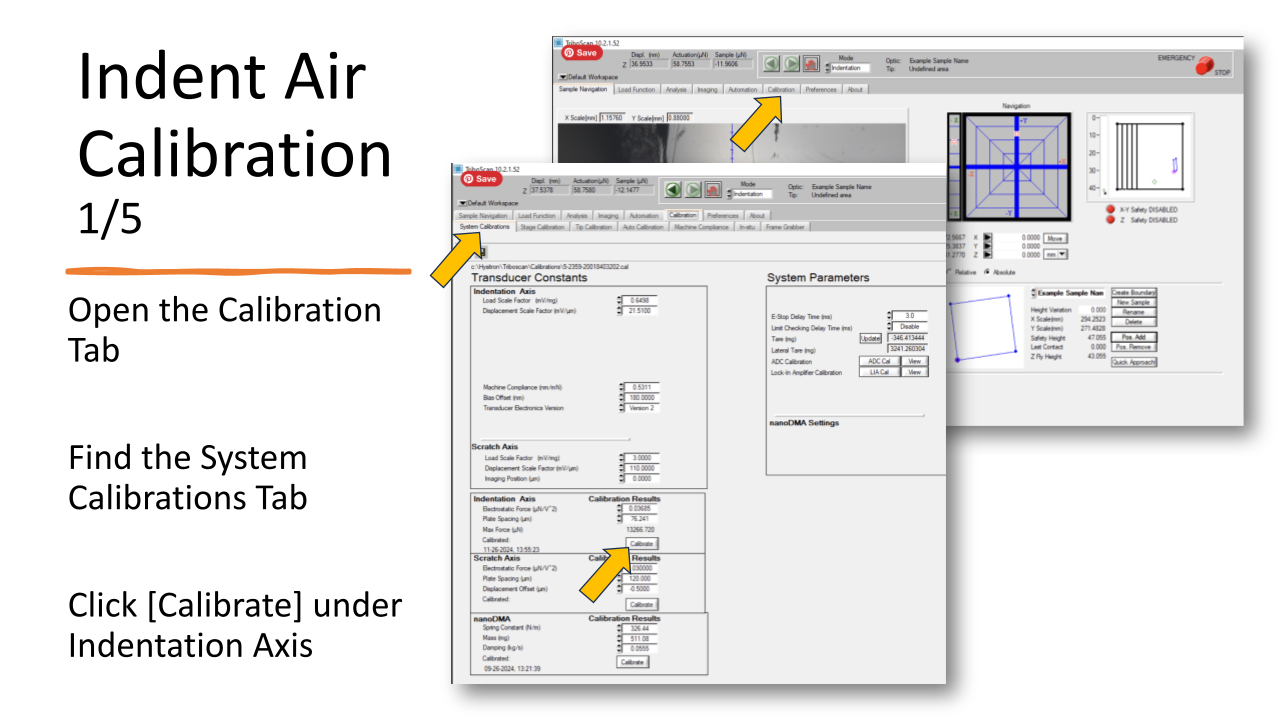 Indent Air
Calibration
1/5
Open the Calibration
Tab
Find the System
Calibrations Tab
Click [Calibrate] under
Indentation Axis
TriboScan 10.2.1.52
Save
Displ. (nm) Actuation(µN) Sample (µN)
Z 36.9533 58.7553 -11.9606
Mode
Indentation
Optic: Example Sample Name
Tip: Undefined area
EMERGENCY
STOP
Default Workspace
Sample Navigation Load Function Analysis Imaging Automation Calibration Preferences About
X Scale(mm) 1.15760 Y Scale(mm) 0.88080
Navigation
+Y
-Y
0-
10-
20-
30-
40-
X-Y Safety DISABLED
Z Safety DISABLED
X 0.0000 Move
Y 0.0000
Z 0.0000 mm
Relative Absolute
Example Sample Nam
Height Variation 0.000
X Scale(mm) 294.2523
Y Scale(mm) 271.4828
Safety Height 47.055
Last Contact 0.000
Z Fly Height 43.055
Create Boundary
New Sample
Rename
Delete
Pos. Add
Pos. Remove
Quick Approach
TriboScan 10.2.1.52
Save
Displ. (nm) Actuation(µN) Sample (µN)
Z 37.5378 58.7580 -12.1477
Mode
Indentation
Optic: Example Sample Name
Tip: Undefined area
Default Workspace
Sample Navigation Load Function Analysis Imaging Automation Calibration Preferences About
System Calibrations Stage Calibration Tip Calibration Auto Calibration Machine Compliance In-situ Frame Grabber
c:\Hysitron\Triboscan\Calibrations\5-2359-20018403202.cal
Transducer Constants
Indentation Axis
Load Scale Factor (mV/mg) 0.6498
Displacement Scale Factor (mV/µm) 21.5100
Machine Compliance (nm/mN) 0.5311
Bias Offset (nm) 180.0000
Transducer Electronics Version Version 2
Scratch Axis
Load Scale Factor (mV/mg) 3.0000
Displacement Scale Factor (mV/µm) 110.0000
Imaging Position (µm) 0.0000
Indentation Axis Calibration Results
Electrostatic Force (µN/V^2) 0.03685
Plate Spacing (µm) 76.241
Max Force (µN) 13266.720
Calibrated: Calibrate
11-26-2024, 13:55:23
Scratch Axis Results
Electrostatic Force (µN/V^2) 030000
Plate Spacing (µm) 120.000
Displacement Offset (µm) -0.5000
Calibrated: Calibrate
nanoDMA Calibration Results
Spring Constant (N/m) 326.44
Mass (mg) 511.08
Damping (kg/s) 0.0555
Calibrated: Calibrate
09-26-2024, 13:21:39
System Parameters
E-Stop Delay Time (ms) 3.0
Limit Checking Delay Time (ms) Disable
Tare (mg) Update -346.413444
Lateral Tare (mg) 3241.260304
ADC Calibration ADC Cal View
Lock-In Amplifier Calibration LIA Cal View
nanoDMA Settings